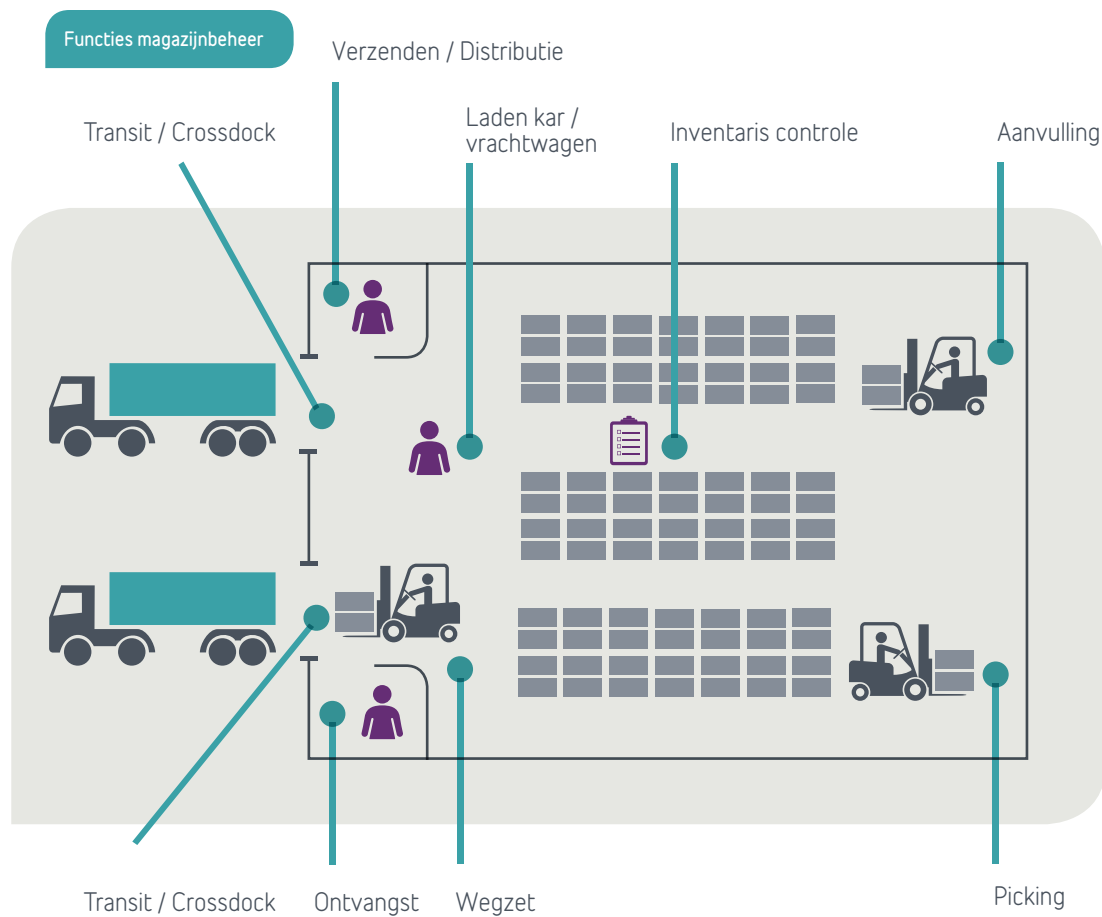 Functies magazijnbeheer
Verzenden / Distributie
Transit / Crossdock
Laden kar /
vrachtwagen
Inventaris controle
Aanvulling
Transit / Crossdock
Ontvangst
Wegzet
Picking